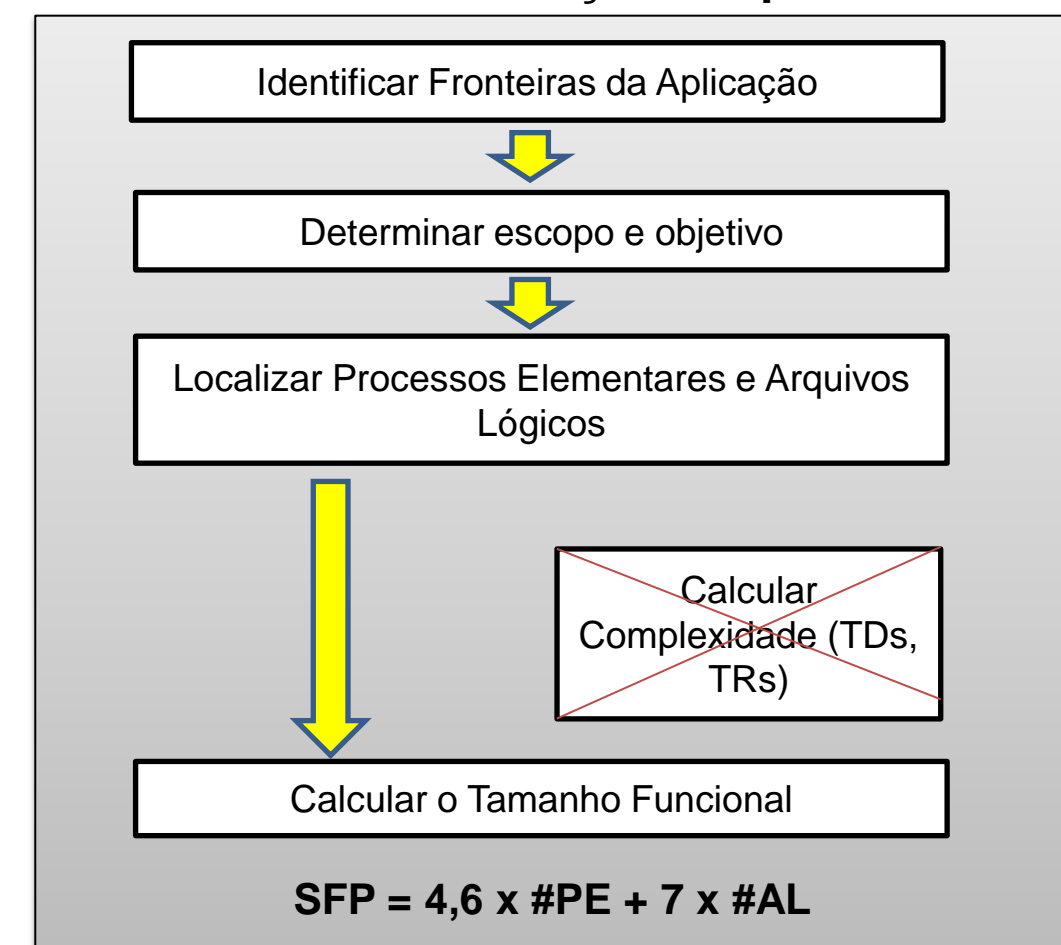 Identificar Fronteiras da Aplicação
Determinar escopo e objetivo
Localizar Processos Elementares e Arquivos
Lógicos
Calcular
Complexidade (TDs,
TRs)
Calcular o Tamanho Funcional
SFP = 4,6 x #PE + 7 x #AL